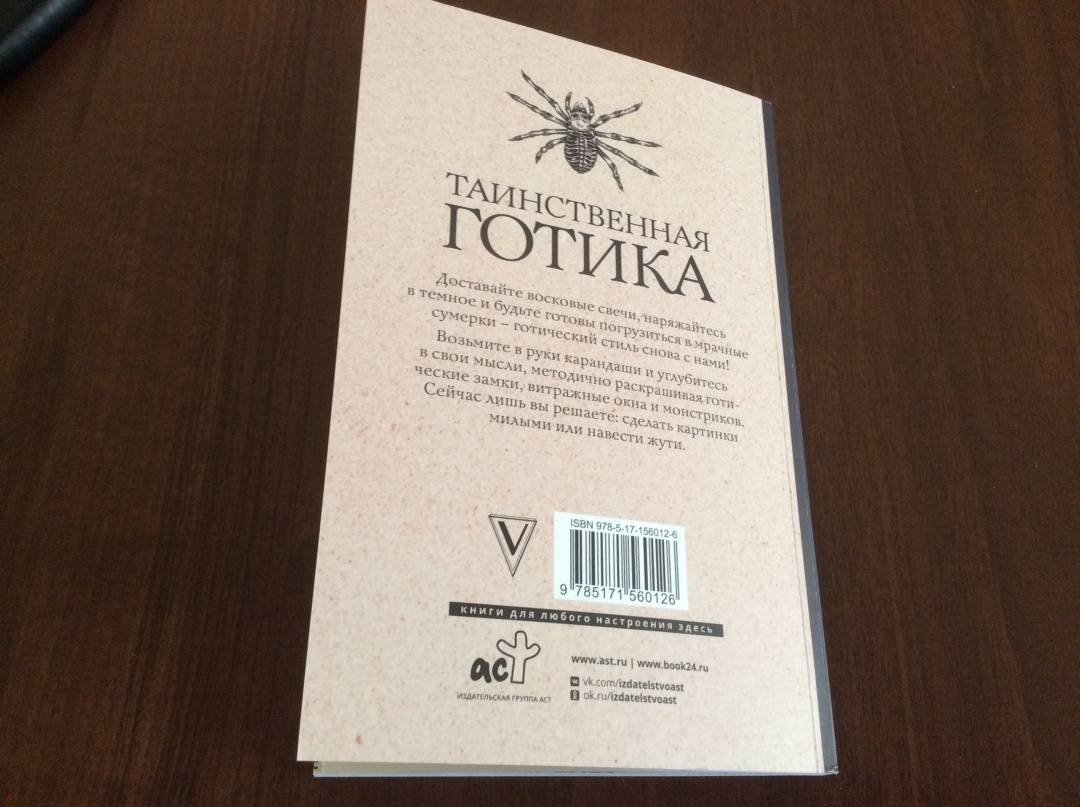 ТАИНСТВЕННАЯ
ГОТИКА
Доставайте восковые свечи, наряжайтесь
в темное и будьте готовы погрузиться в мрачные
сумерки – готический стиль снова с нами!
Возьмите в руки карандаши и углубитесь
в свои мысли, методично раскрашивая готи-
ческие замки, витражные окна и монстриков.
Сейчас лишь вы решаете: сделать картинки
милыми или навести жути.
V
ISBN 978-5-17-156012-6
9 785171 560126
книги для любого настроения здесь
аст
ИЗДАТЕЛЬСКАЯ ГРУППА АСТ
www.ast.ru | www.book24.ru
vk.com/izdatelstvoast
ok.ru/izdatelstvoast